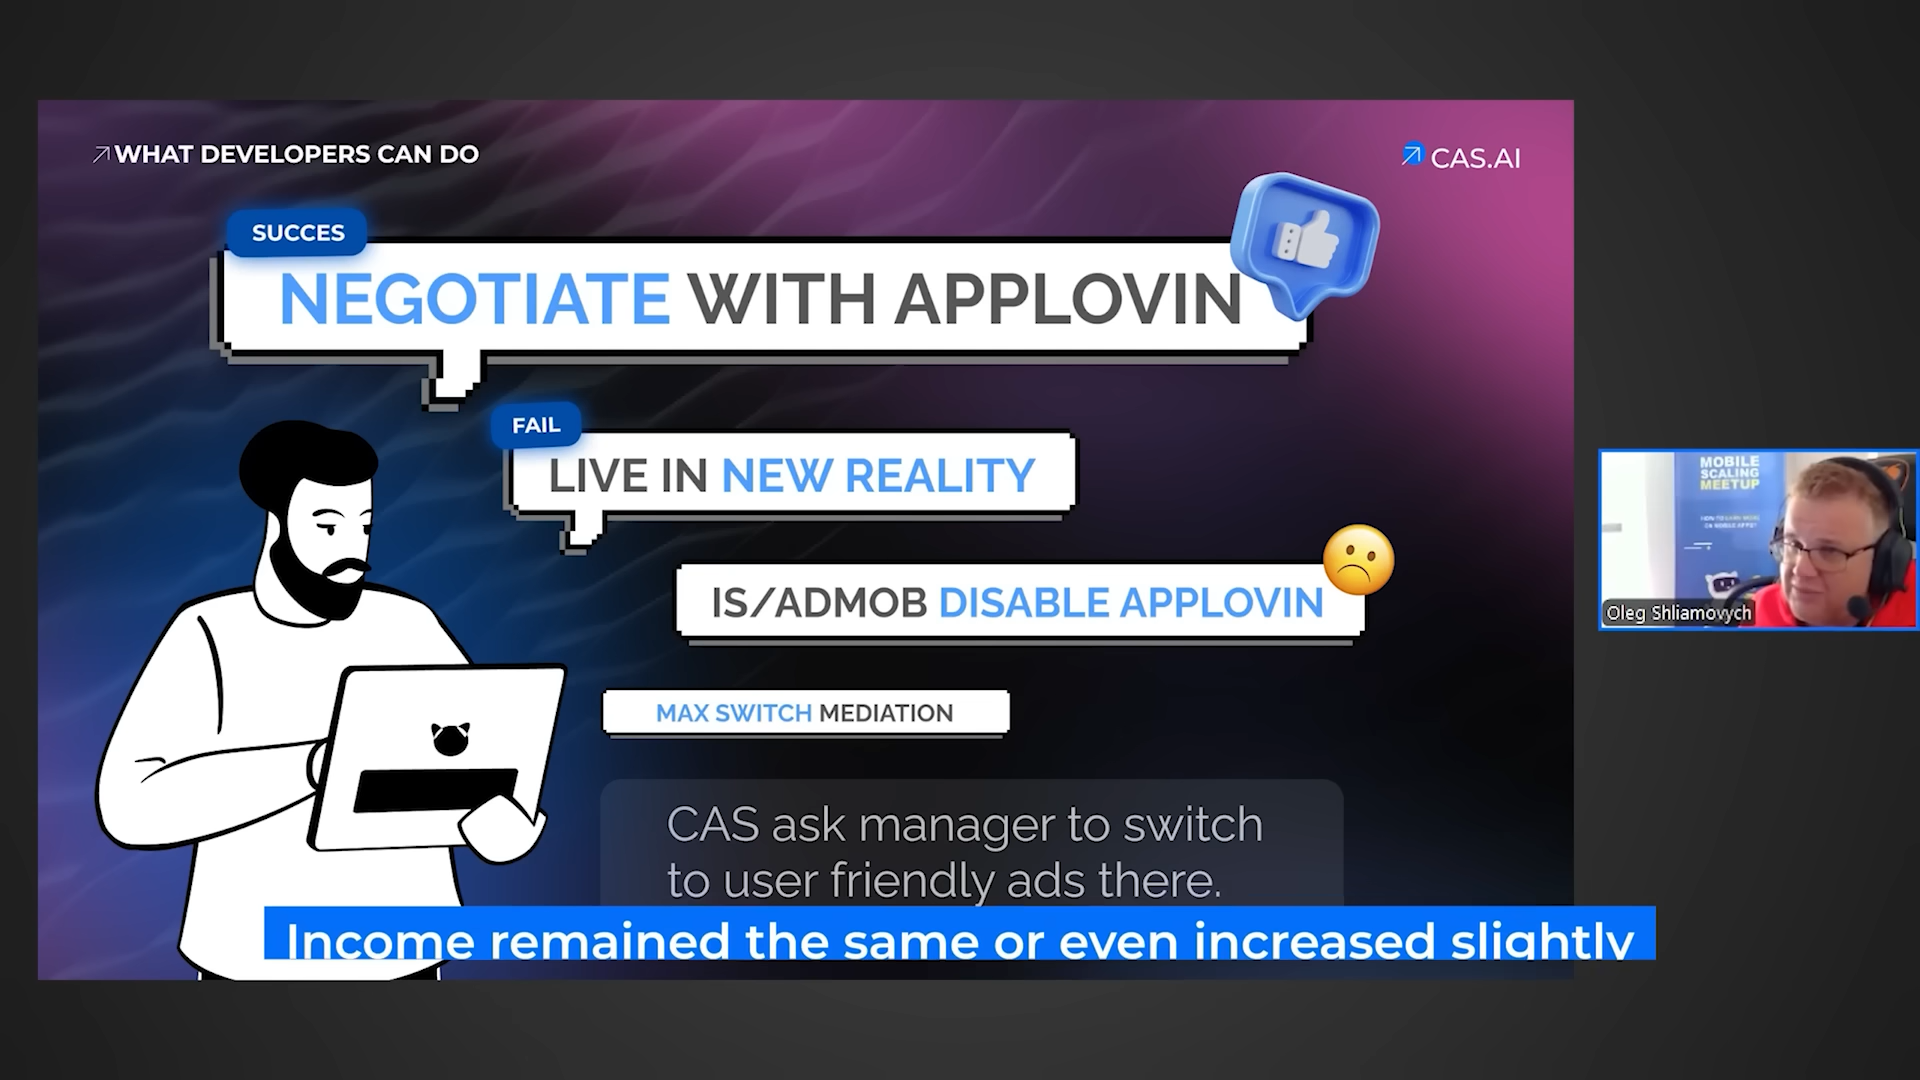 WHAT DEVELOPERS CAN DO
CAS.AI
SUCCES
NEGOTIATE WITH APPLOVIN
FAIL
LIVE IN NEW REALITY
IS/ADMOB DISABLE APPLOVIN
MAX SWITCH MEDIATION
CAS ask manager to switch
to user friendly ads there.
Income remained the same or even increased slightly
MOBILE
SCALING
MEETUP
Oleg Shliamovych